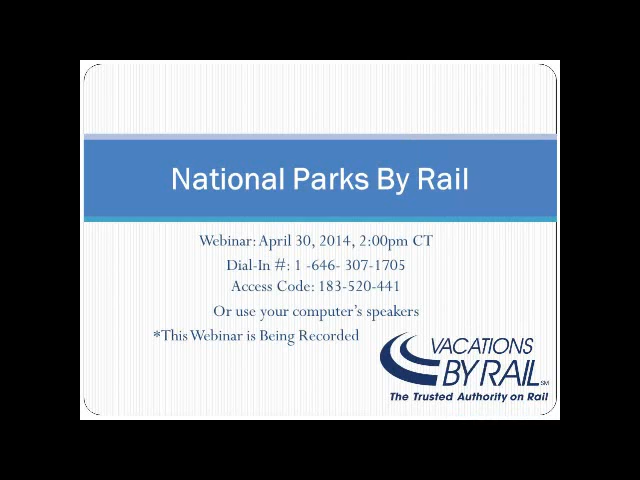 National Parks By Rail
Webinar: April 30, 2014, 2:00pm CT
Dial-In #: 1 -646- 307-1705
Access Code: 183-520-441
Or use your computer's speakers
*This Webinar is Being Recorded
VACATIONS
BY RAIL SM
The Trusted Authority on Rail